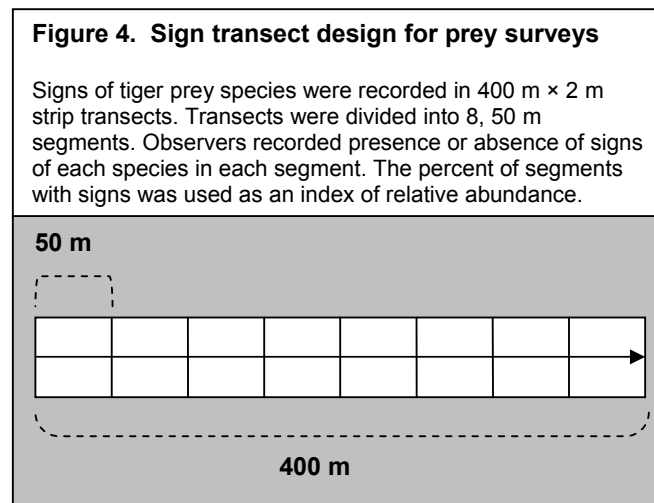 Figure 4.  Sign transect design for prey surveys
Signs of tiger prey species were recorded in 400 m × 2 m
strip transects. Transects were divided into 8, 50 m
segments. Observers recorded presence or absence of signs
of each species in each segment. The percent of segments
with signs was used as an index of relative abundance.
50 m
400 m